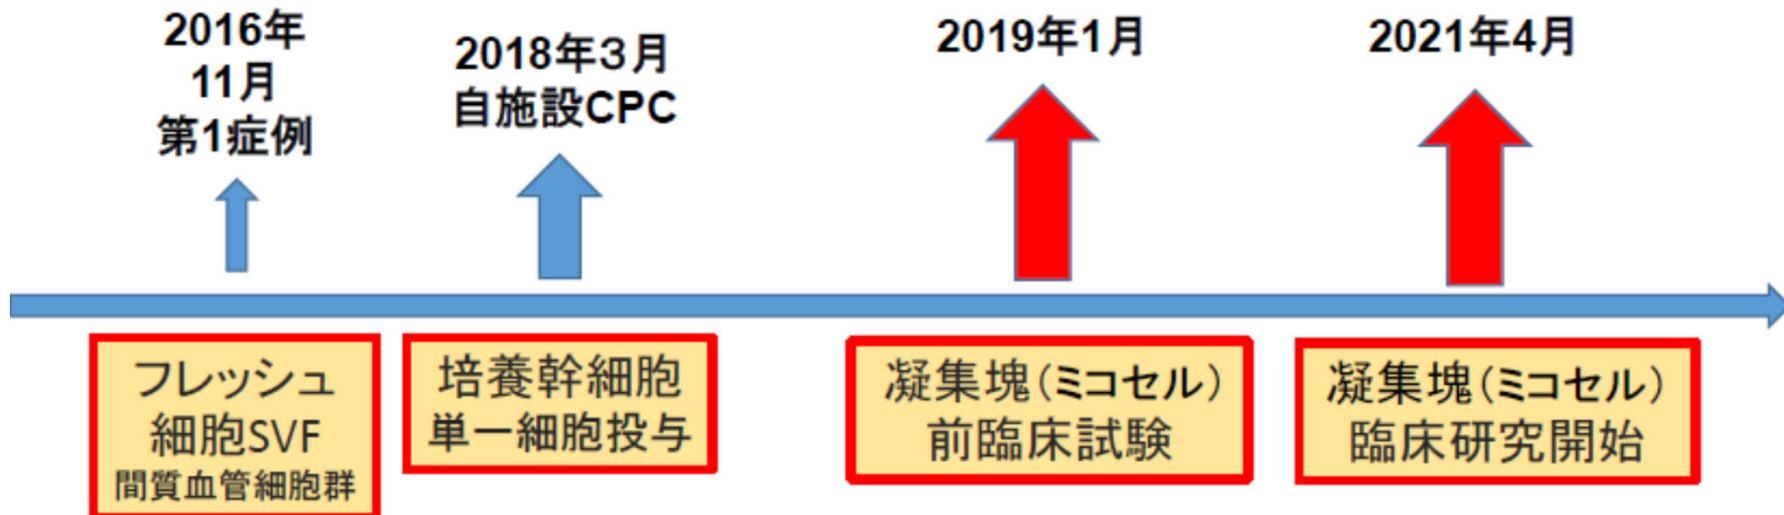 2016年
11月
第1症例
2018年３月
自施設CPC
2019年1月
2021年4月
フレッシュ
細胞SVF
間質血管細胞群
培養幹細胞
単一細胞投与
凝集塊（ミコセル）
前臨床試験
凝集塊（ミコセル）
臨床研究開始